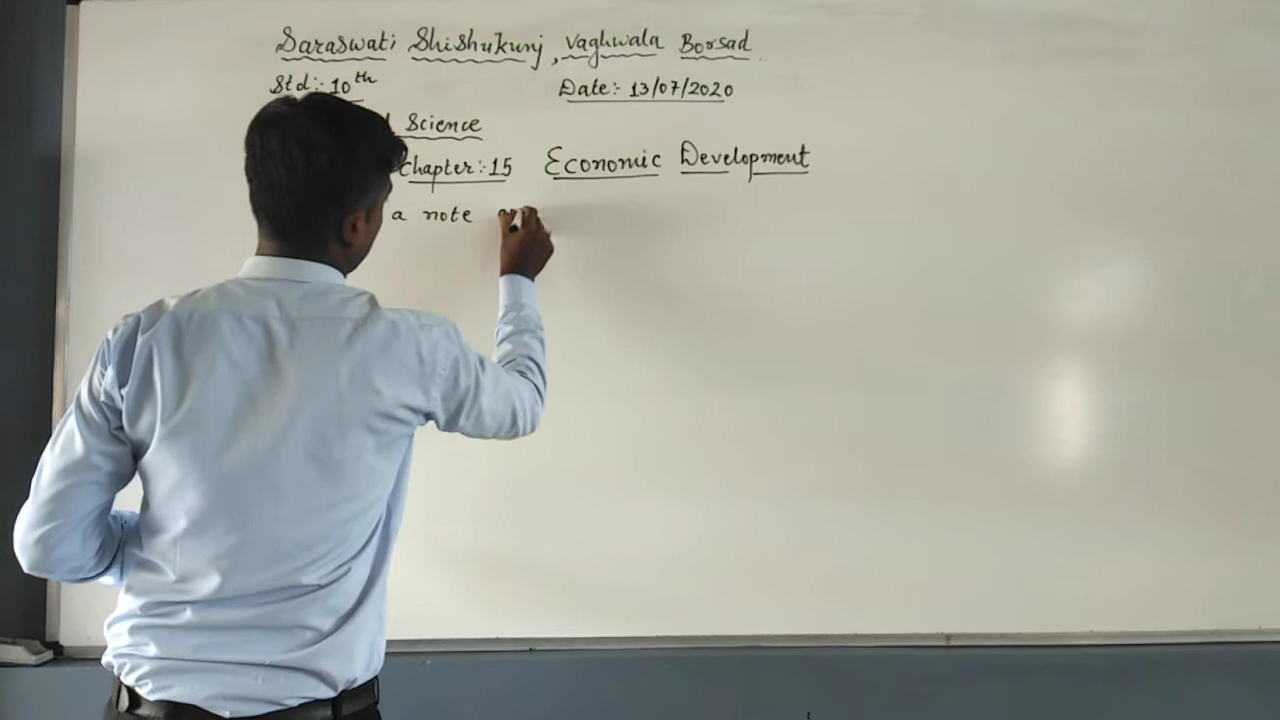 Saraswati Shishukunj, Vaghwala Borsad.
Std:- 10th Date:- 13/07/2020
Science
Chapter:-15 Economic Development
a note